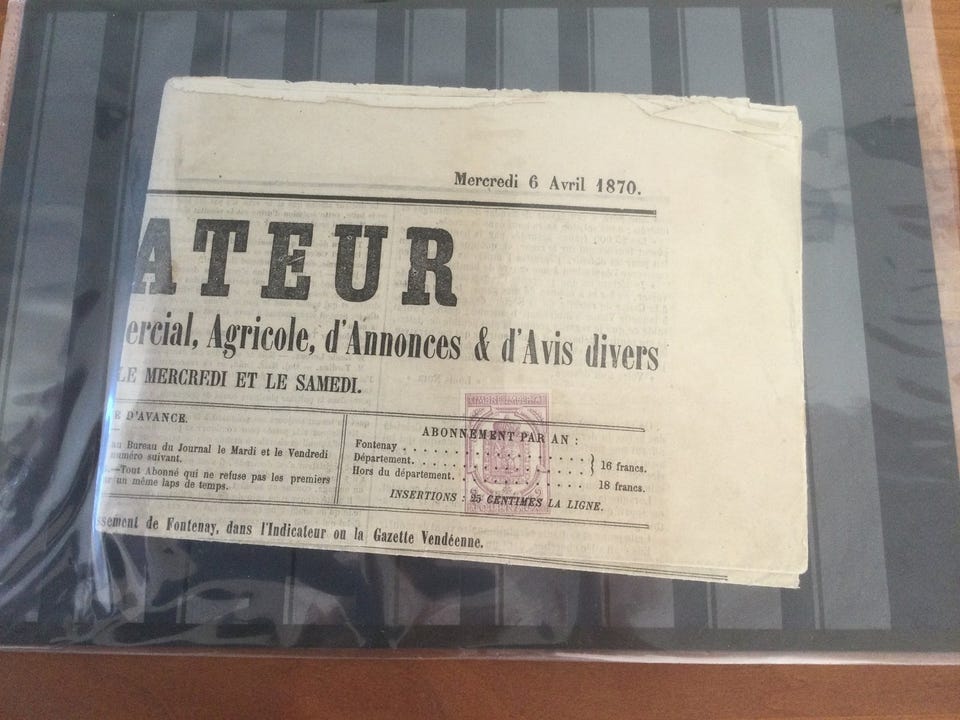 Mercredi 6 Avril 1870.
ATEUR
ercial, Agricole, d'Annonces & d'Avis divers
LE MERCREDI ET LE SAMEDI.
E D'AVANCE.
au Bureau du Journal le Mardi et le Vendredi
numéro suivant.
—Tout Abonné qui ne refuse pas les premiers
un même laps de temps.
TIMBRE IMPERIAL
ABONNEMENT PAR AN :
Fontenay
Département.
Hors du département.
16 francs.
18 francs.
INSERTIONS : 25 CENTIMES LA LIGNE.
ssement de Fontenay, dans l'Indicateur ou la Gazette Vendéenne.